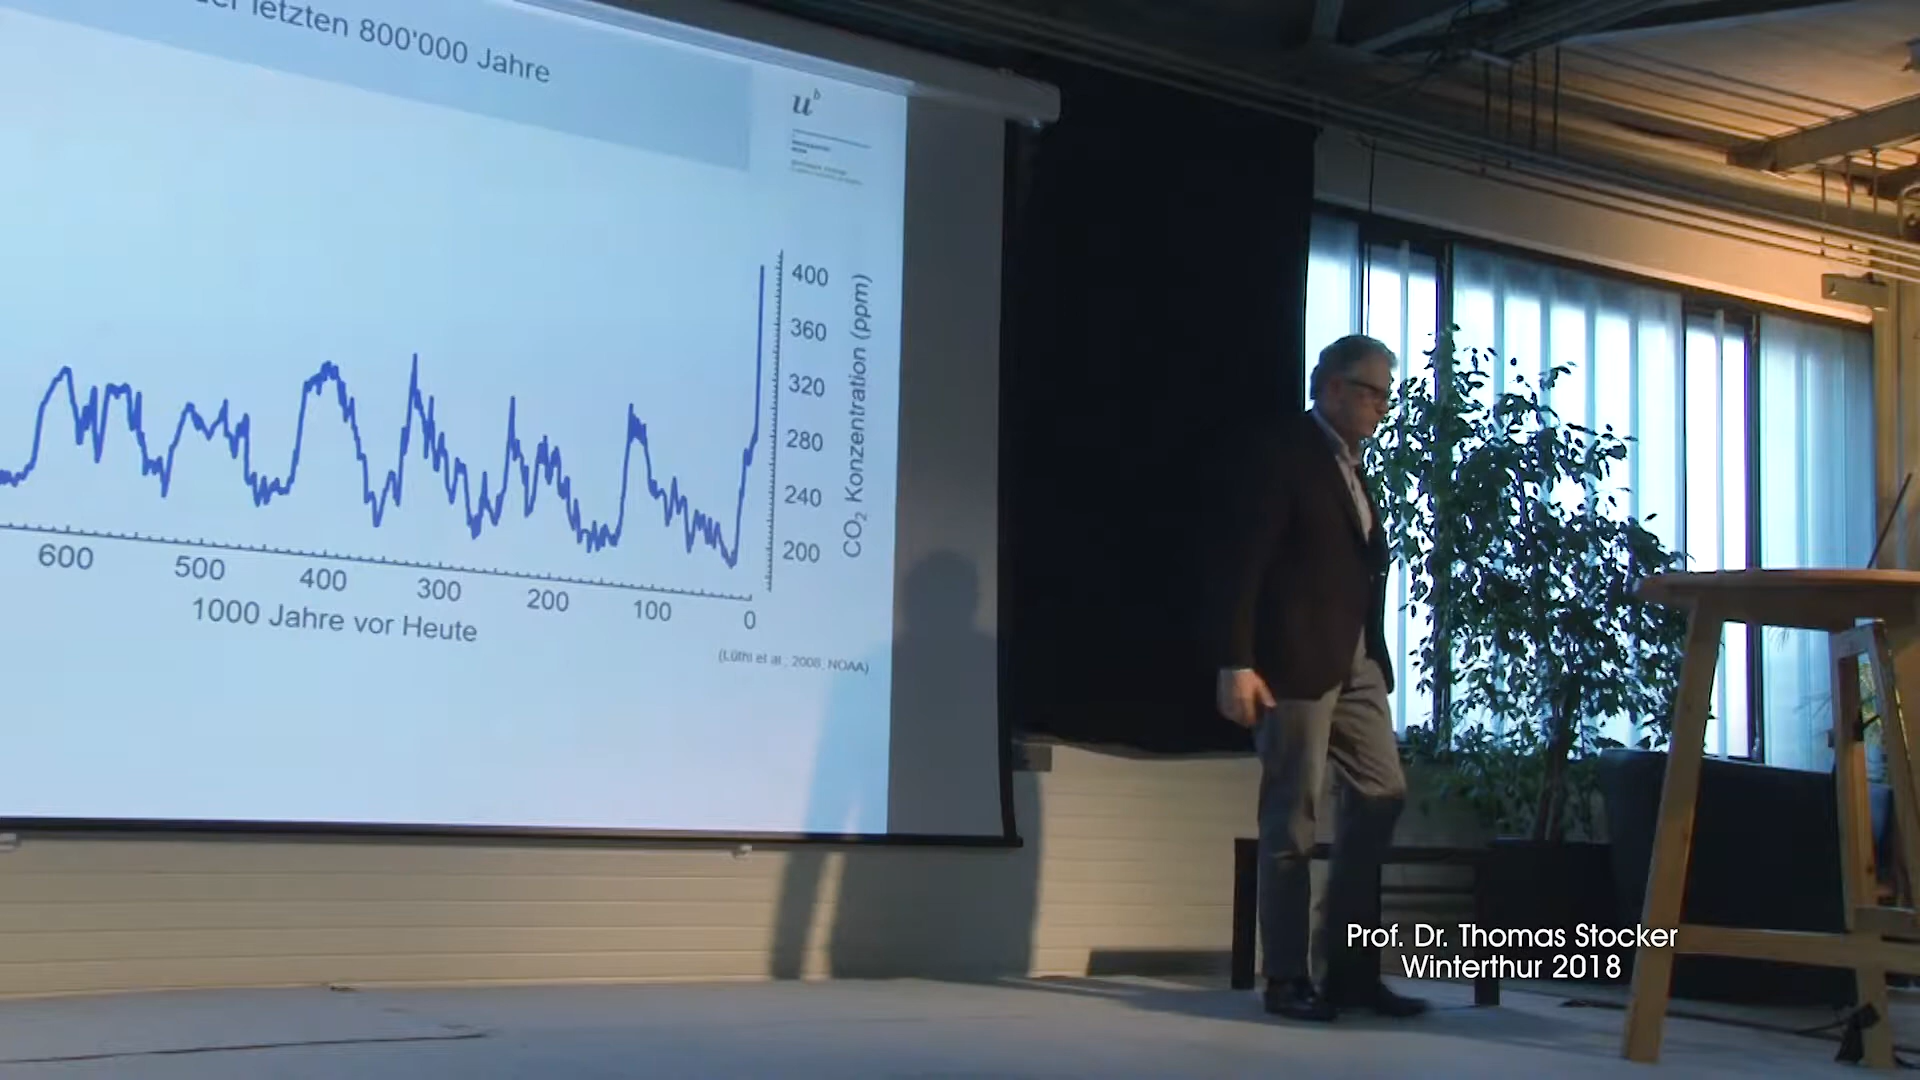 letzten 800'000 Jahre
u^b
400
360
320
280
240
200
CO₂ Konzentration (ppm)
600 500 400 300 200 100 0
1000 Jahre vor Heute
(Lüthi et al., 2008, NOAA)
Prof. Dr. Thomas Stocker
Winterthur 2018